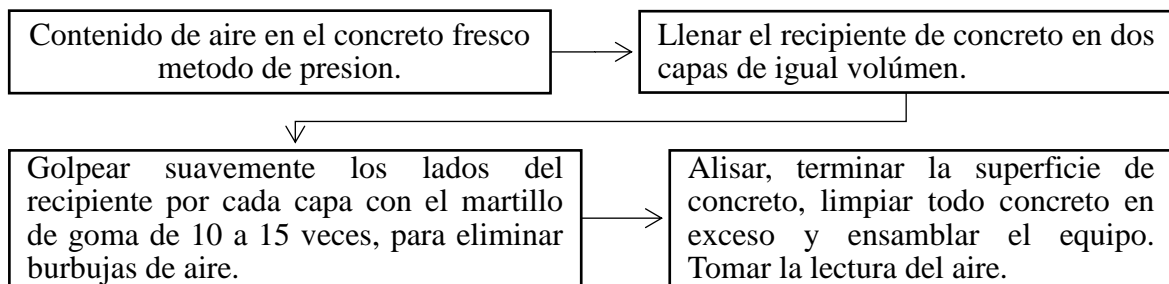 Contenido de aire en el concreto fresco
metodo de presion.
Llenar el recipiente de concreto en dos
capas de igual volúmen.
Golpear suavemente los lados del
recipiente por cada capa con el martillo
de goma de 10 a 15 veces, para eliminar
burbujas de aire.
Alisar, terminar la superficie de
concreto, limpiar todo concreto en
exceso y ensamblar el equipo.
Tomar la lectura del aire.